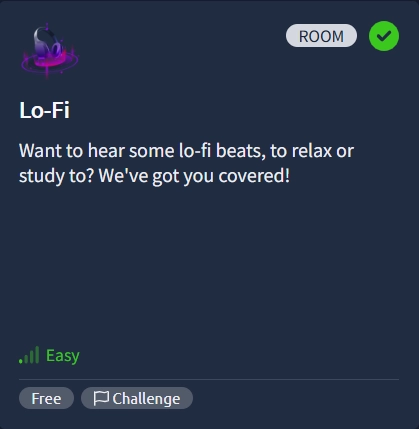 ROOM
Lo-Fi
Want to hear some lo-fi beats, to relax or
study to? We've got you covered!
Easy
Free
Challenge